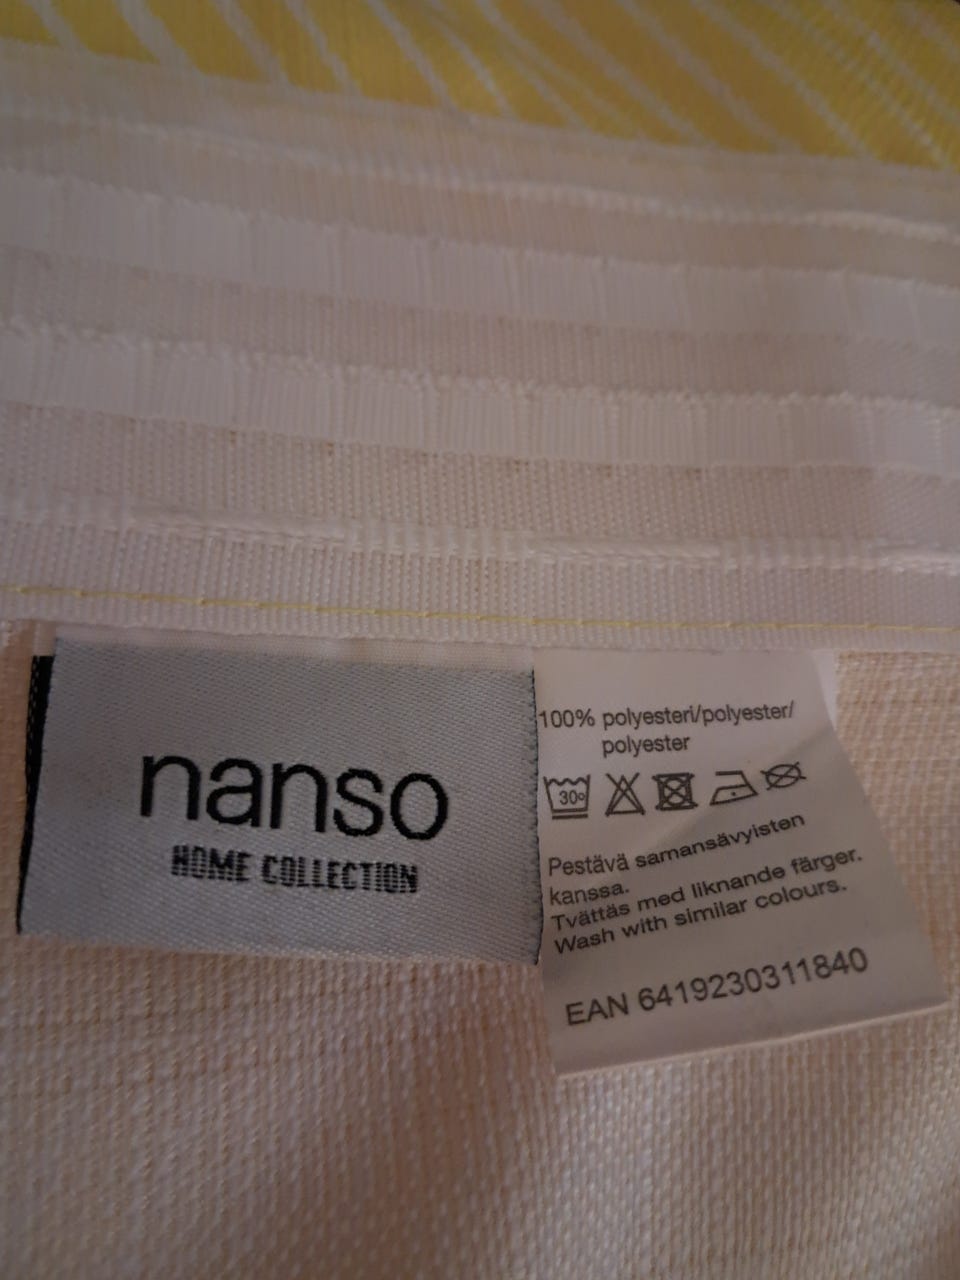 nanso
HOME COLLECTION
100% polyesteri/polyester/
polyester
30°
Pestävä samansävyisten
kanssa.
Tvättäs med liknande färger.
Wash with similar colours.
EAN 6419230311840